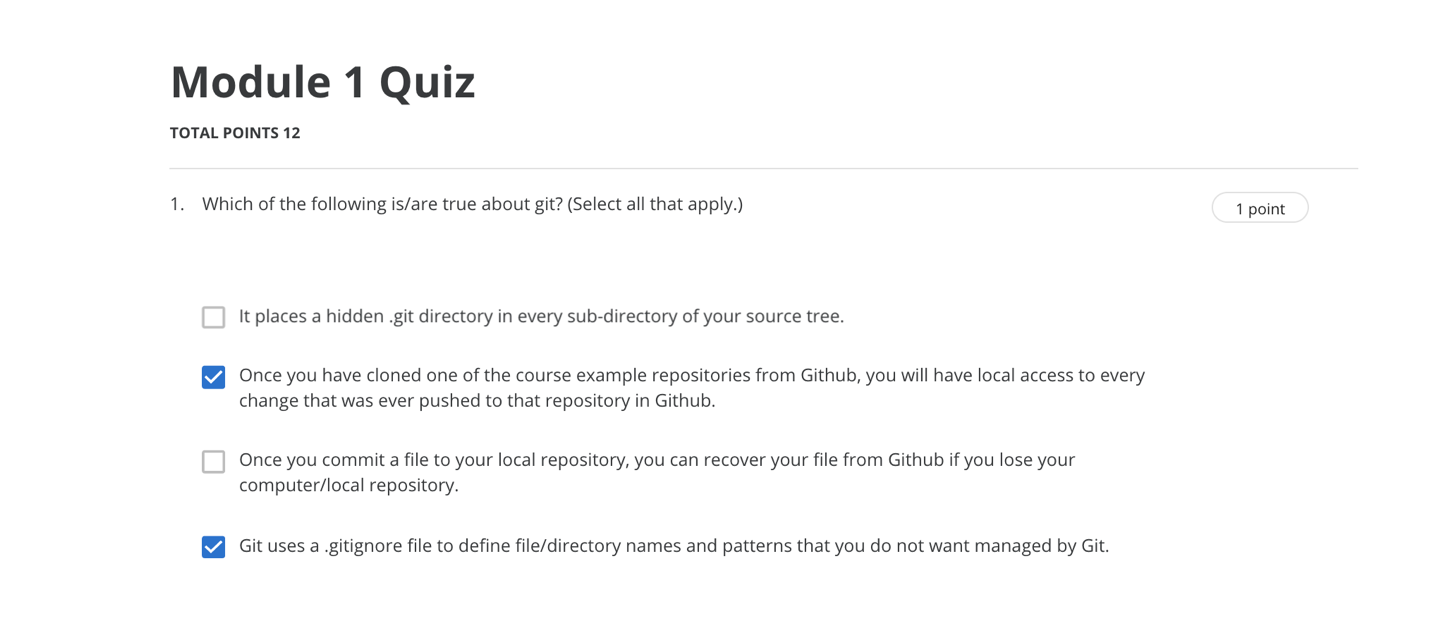 Module 1 Quiz
TOTAL POINTS 12
1. Which of the following is/are true about git? (Select all that apply.)
1 point
It places a hidden .git directory in every sub-directory of your source tree.
Once you have cloned one of the course example repositories from Github, you will have local access to every
change that was ever pushed to that repository in Github.
Once you commit a file to your local repository, you can recover your file from Github if you lose your
computer/local repository.
Git uses a .gitignore file to define file/directory names and patterns that you do not want managed by Git.